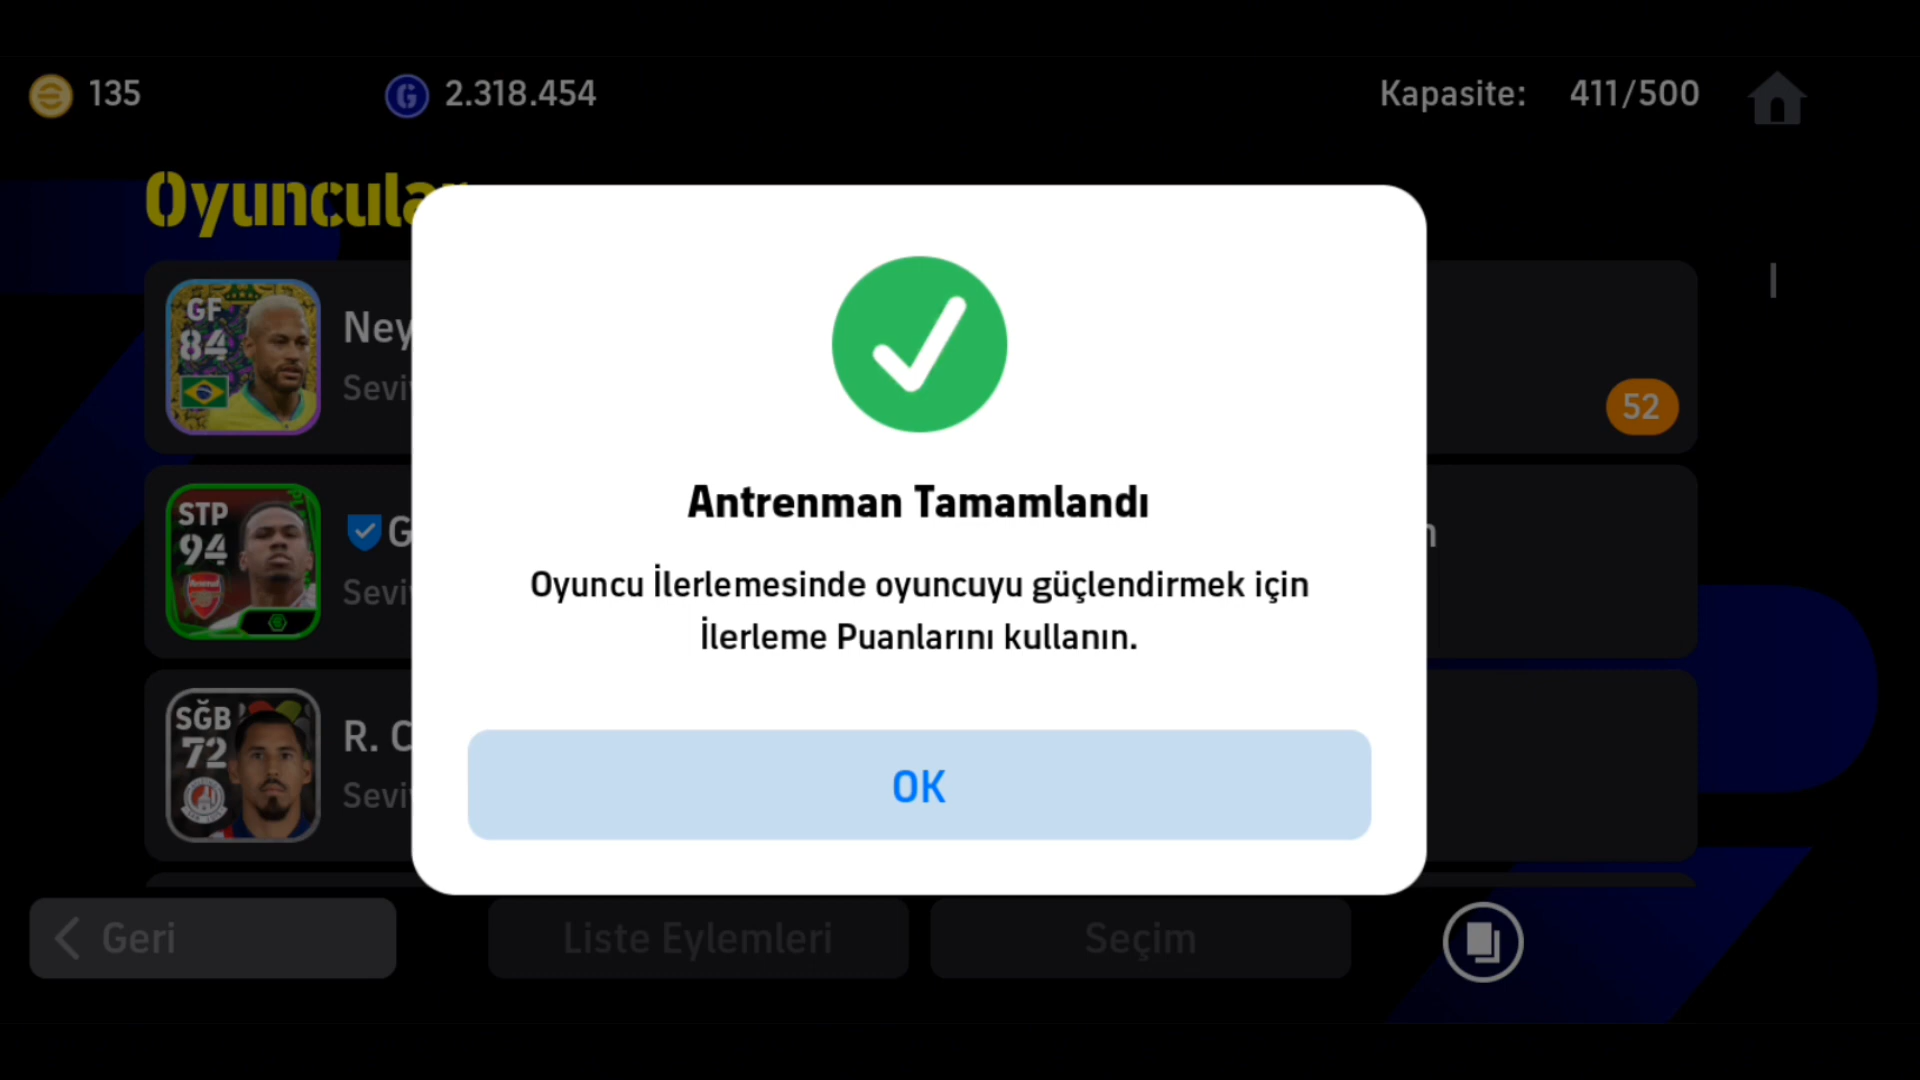 135
2.318.454
Kapasite: 411/500
Oyuncular
GF
84
Ney
Sevi
52
STP
94
G
Sevi
SĞB
72
R. C
Sevi
Antrenman Tamamlandı
Oyuncu İlerlemesinde oyuncuyu güçlendirmek için
İlerleme Puanlarını kullanın.
OK
Geri
Liste Eylemleri
Seçim